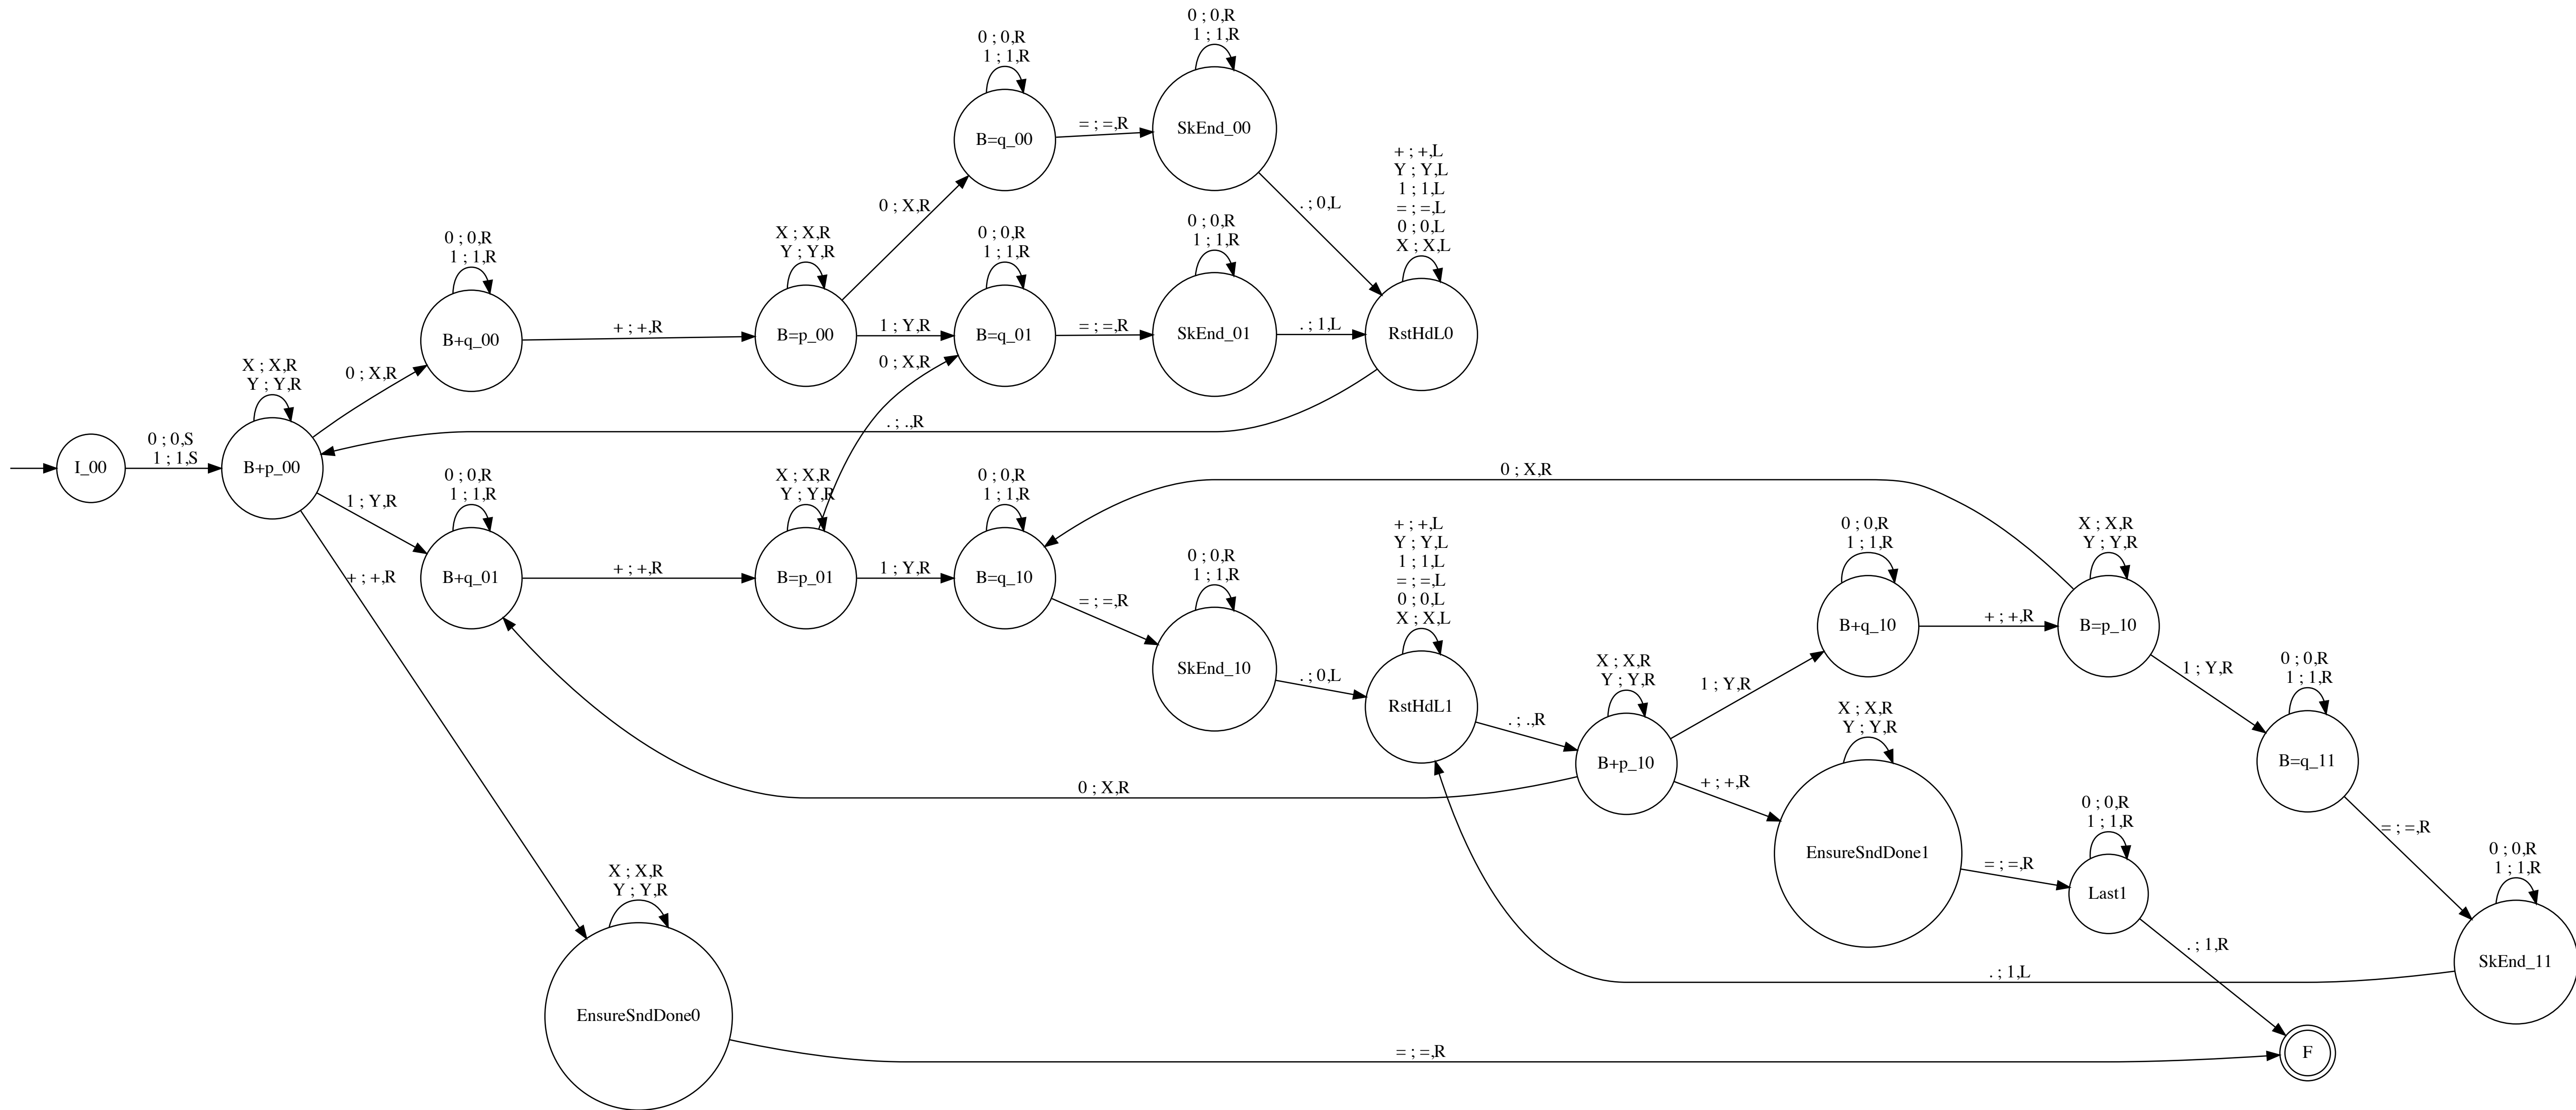 0 ; 0,R
1 ; 1,R
0 ; 0,R
1 ; 1,R
B=q_00
= ; =,R
SkEnd_00
+ ; +,L
Y ; Y,L
1 ; 1,L
= ; =,L
0 ; 0,L
X ; X,L
0 ; X,R
. ; 0,L
0 ; 0,R
1 ; 1,R
X ; X,R
Y ; Y,R
0 ; 0,R
1 ; 1,R
0 ; 0,R
1 ; 1,R
B+q_00
+ ; +,R
B=p_00
1 ; Y,R
B=q_01
= ; =,R
SkEnd_01
. ; 1,L
RstHdL0
X ; X,R
Y ; Y,R
0 ; X,R
0 ; X,R
. ; .,R
I_00
0 ; 0,S
1 ; 1,S
B+p_00
0 ; X,R
0 ; 0,R
1 ; 1,R
X ; X,R
Y ; Y,R
0 ; 0,R
1 ; 1,R
1 ; Y,R
+ ; +,R
B+q_01
+ ; +,R
B=p_01
1 ; Y,R
B=q_10
= ; =,R
0 ; 0,R
1 ; 1,R
SkEnd_10
. ; 0,L
+ ; +,L
Y ; Y,L
1 ; 1,L
= ; =,L
0 ; 0,L
X ; X,L
RstHdL1
. ; .,R
X ; X,R
Y ; Y,R
B+p_10
1 ; Y,R
0 ; 0,R
1 ; 1,R
B+q_10
+ ; +,R
X ; X,R
Y ; Y,R
B=p_10
1 ; Y,R
0 ; 0,R
1 ; 1,R
B=q_11
= ; =,R
0 ; X,R
+ ; +,R
X ; X,R
Y ; Y,R
EnsureSndDone1
= ; =,R
0 ; 0,R
1 ; 1,R
Last1
. ; 1,R
0 ; 0,R
1 ; 1,R
SkEnd_11
. ; 1,L
X ; X,R
Y ; Y,R
EnsureSndDone0
= ; =,R
F